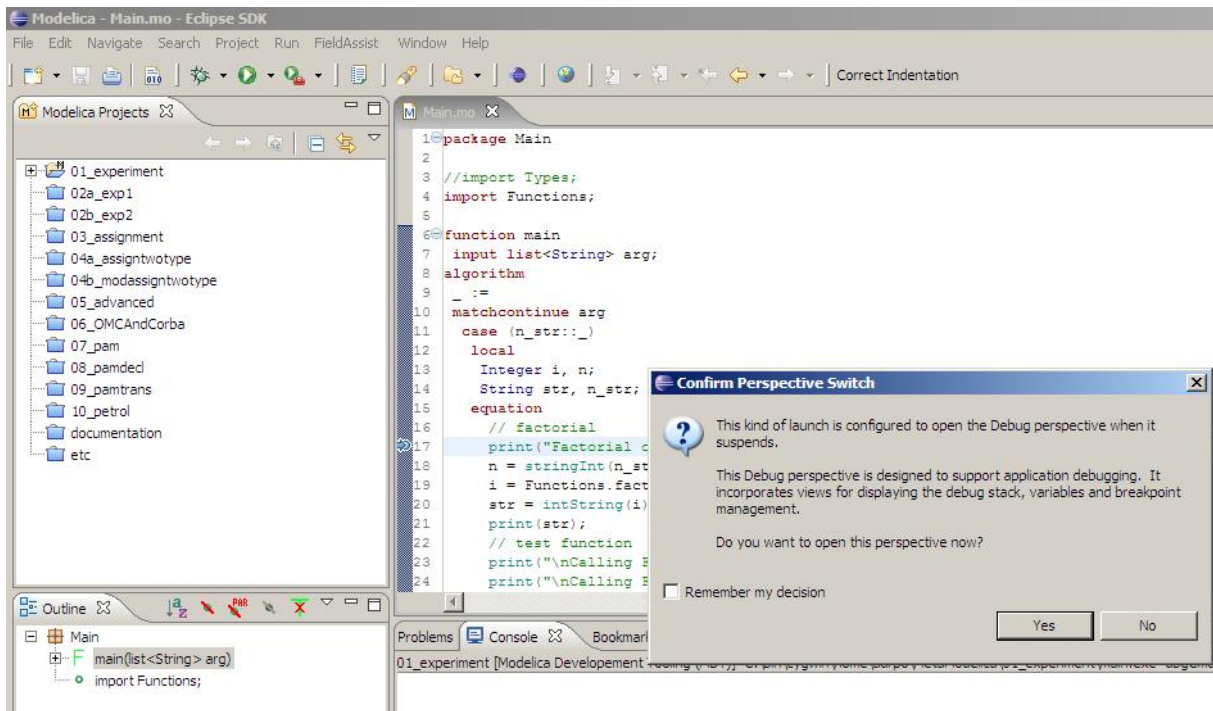 Modelica - Main.mo - Eclipse SDK
File Edit Navigate Search Project Run FieldAssist Window Help
Correct Indentation
Modelica Projects
01_experiment
02a_exp1
02b_exp2
03_assignment
04a_assigntwotype
04b_modassigntwotype
05_advanced
06_OMCAndCorba
07_pam
08_pamdecl
09_pamtrans
10_petrol
documentation
etc
Outline
Main
main(list<String> arg)
import Functions;
Main.mo
1 package Main
2
3 //import Types;
4 import Functions;
5
6 function main
7 input list<String> arg;
8 algorithm
9 _ :=
10 matchcontinue arg
11 case (n_str::_)
12 local
13 Integer i, n;
14 String str, n_str;
15 equation
16 // factorial
17 print("Factorial
18 n = stringInt(n_st
19 i = Functions.fact
20 str = intString(i)
21 print(str);
22 // test function
23 print("\nCalling
24 print("\nCalling
Problems Console Bookmar
01_experiment [Modelica Developement
Confirm Perspective Switch
This kind of launch is configured to open the Debug perspective when it
suspends.
This Debug perspective is designed to support application debugging. It
incorporates views for displaying the debug stack, variables and breakpoint
management.
Do you want to open this perspective now?
Remember my decision
Yes No